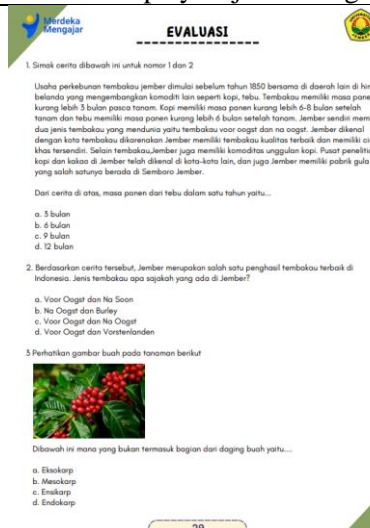 Merdeka
Mengajar
EVALUASI
1. Simak cerita dibawah ini untuk nomor 1 dan 2
Usaha perkebunan tembakau jember dimulai sebelum tahun 1850 bersama di daerah lain di hin
belanda yang mengembangkan komoditi lain seperti kopi, tebu. Tembakau memiliki masa pane
kurang lebih 3 bulan pasca tanam. Kopi memiliki masa panen kurang lebih 6-8 bulan setelah
tanam dan tebu memiliki masa panen kurang lebih 6 bulan setelah tanam. Jember sendiri mem
dua jenis tembakau yang mendunia yaitu tembakau voor oogst dan na oogst. Jember dikenal
dengan kota tembakau dikarenakan Jember memiliki tembakau kualitas terbaik dan memiliki ci
khas tersendiri. Selain tembakau,Jember juga memiliki komoditas unggulan kopi. Pusat peneliti
kopi dan kakao di Jember telah dikenal di kota-kota lain, dan juga Jember memiliki pabrik gula
yang salah satunya berada di Semboro Jember.
Dari cerita di atas, masa panen dari tebu dalam satu tahun yaitu...
a. 3 bulan
b. 6 bulan
c. 9 bulan
d. 12 bulan
2. Berdasarkan cerita tersebut, Jember merupakan salah satu penghasil tembakau terbaik di
Indonesia. Jenis tembakau apa sajakah yang ada di Jember?
a. Voor Oogst dan Na Soon
b. Na Oogst dan Burley
c. Voor Oogst dan Na Oogst
d. Voor Oogst dan Vorstenlanden
3 Perhatikan gambar buah pada tanaman berikut
Dibawah ini mana yang bukan termasuk bagian dari daging buah yaitu....
a. Eksokarp
b. Mesokarp
c. Enskarp
d. Endokarp
29